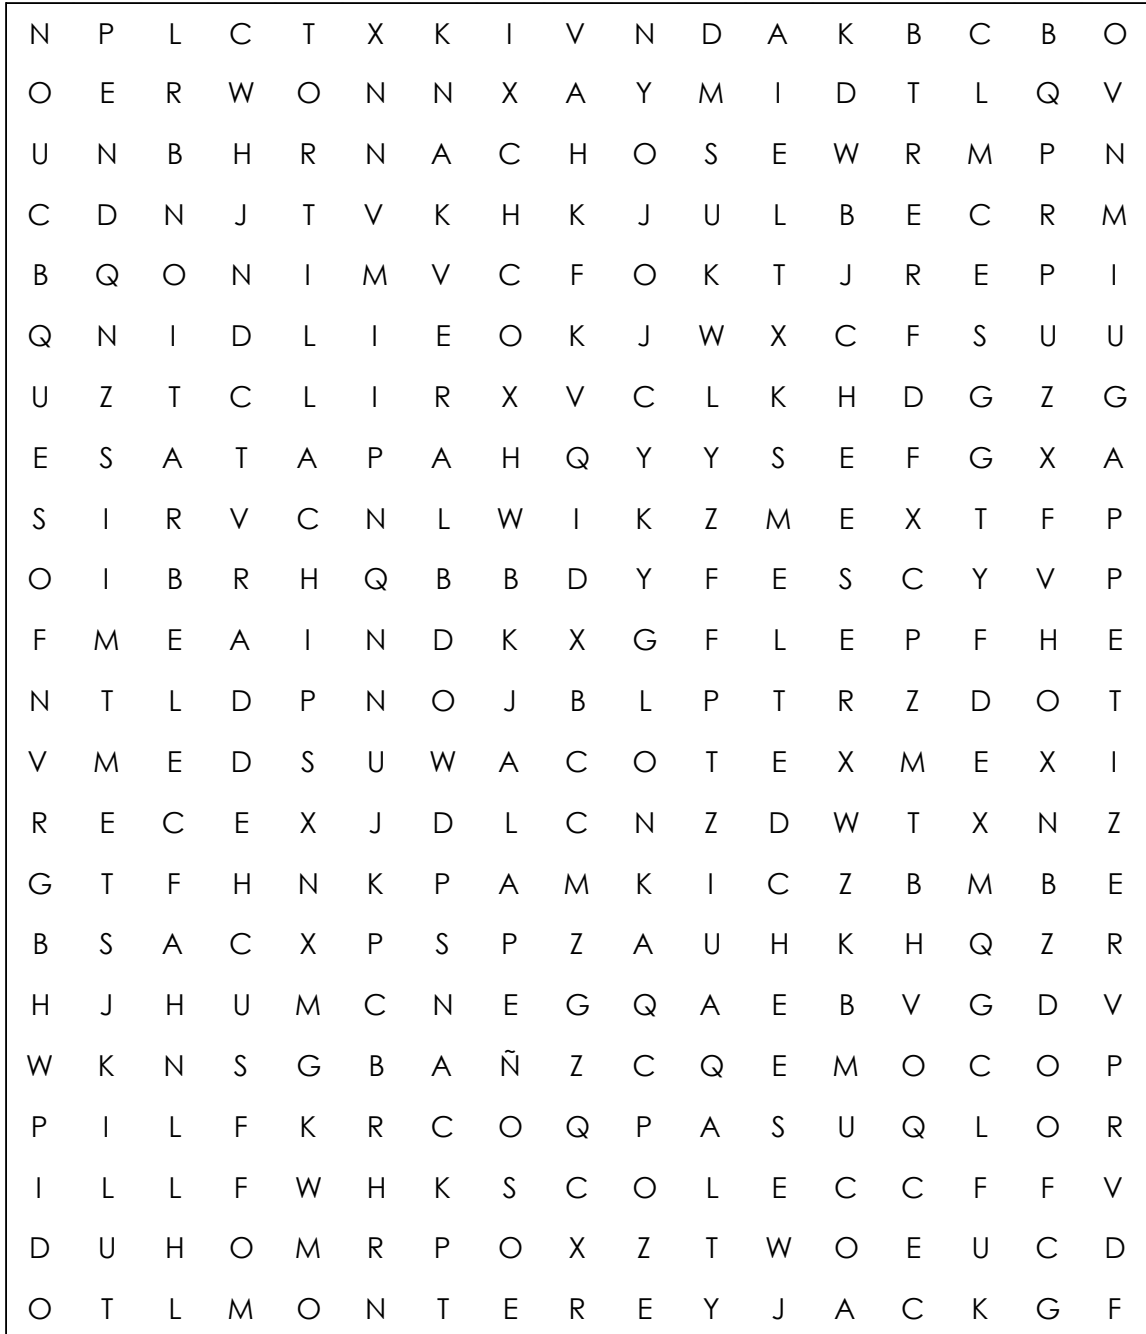 N P L C T X K I V N D A K B C B O
O E R W O N N X A Y M I D T L Q V
U N B H R N A C H O S E W R M P N
C D N J T V K H K J U L B E C R M
B Q O N I M V C F O K T J R E P I
Q N I D L I E O K J W X C F S U U
U Z T C L I R X V C L K H D G Z G
E S A T A P A H Q Y Y S E F G X A
S I R V C N L W I K Z M E X T F P
O I B R H Q B B D Y F E S C Y V P
F M E A I N D K X G F L E P F H E
N T L D P N O J B L P T R Z D O T
V M E D S U W A C O T E X M E X I
R E C E X J D L C N Z D W T X N Z
G T F H N K P A M K I C Z B M B E
B S A C X P S P Z A U H K H Q Z R
H J H U M C N E G Q A E B V G D V
W K N S G B A Ñ Z C Q E M O C O P
P I L F K R C O Q P A S U Q L O R
I L L F W H K S C O L E C C F F V
D U H O M R P O X Z T W O E U C D
O T L M O N T E R E Y J A C K G F